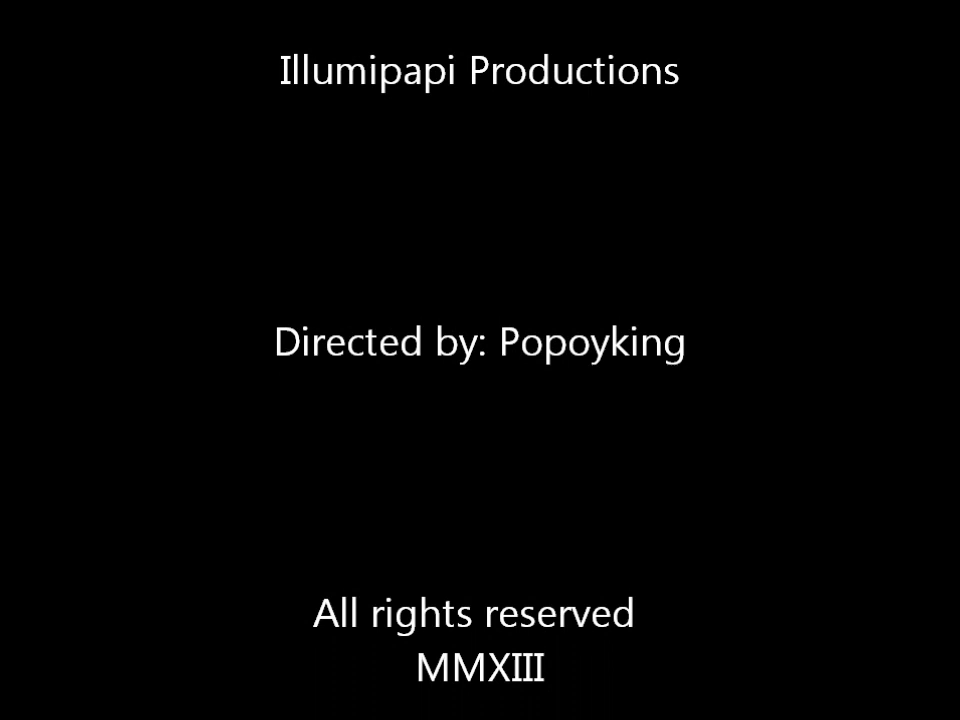 Illumipapi Productions
Directed by: Popoyking
All rights reserved
MMXIII